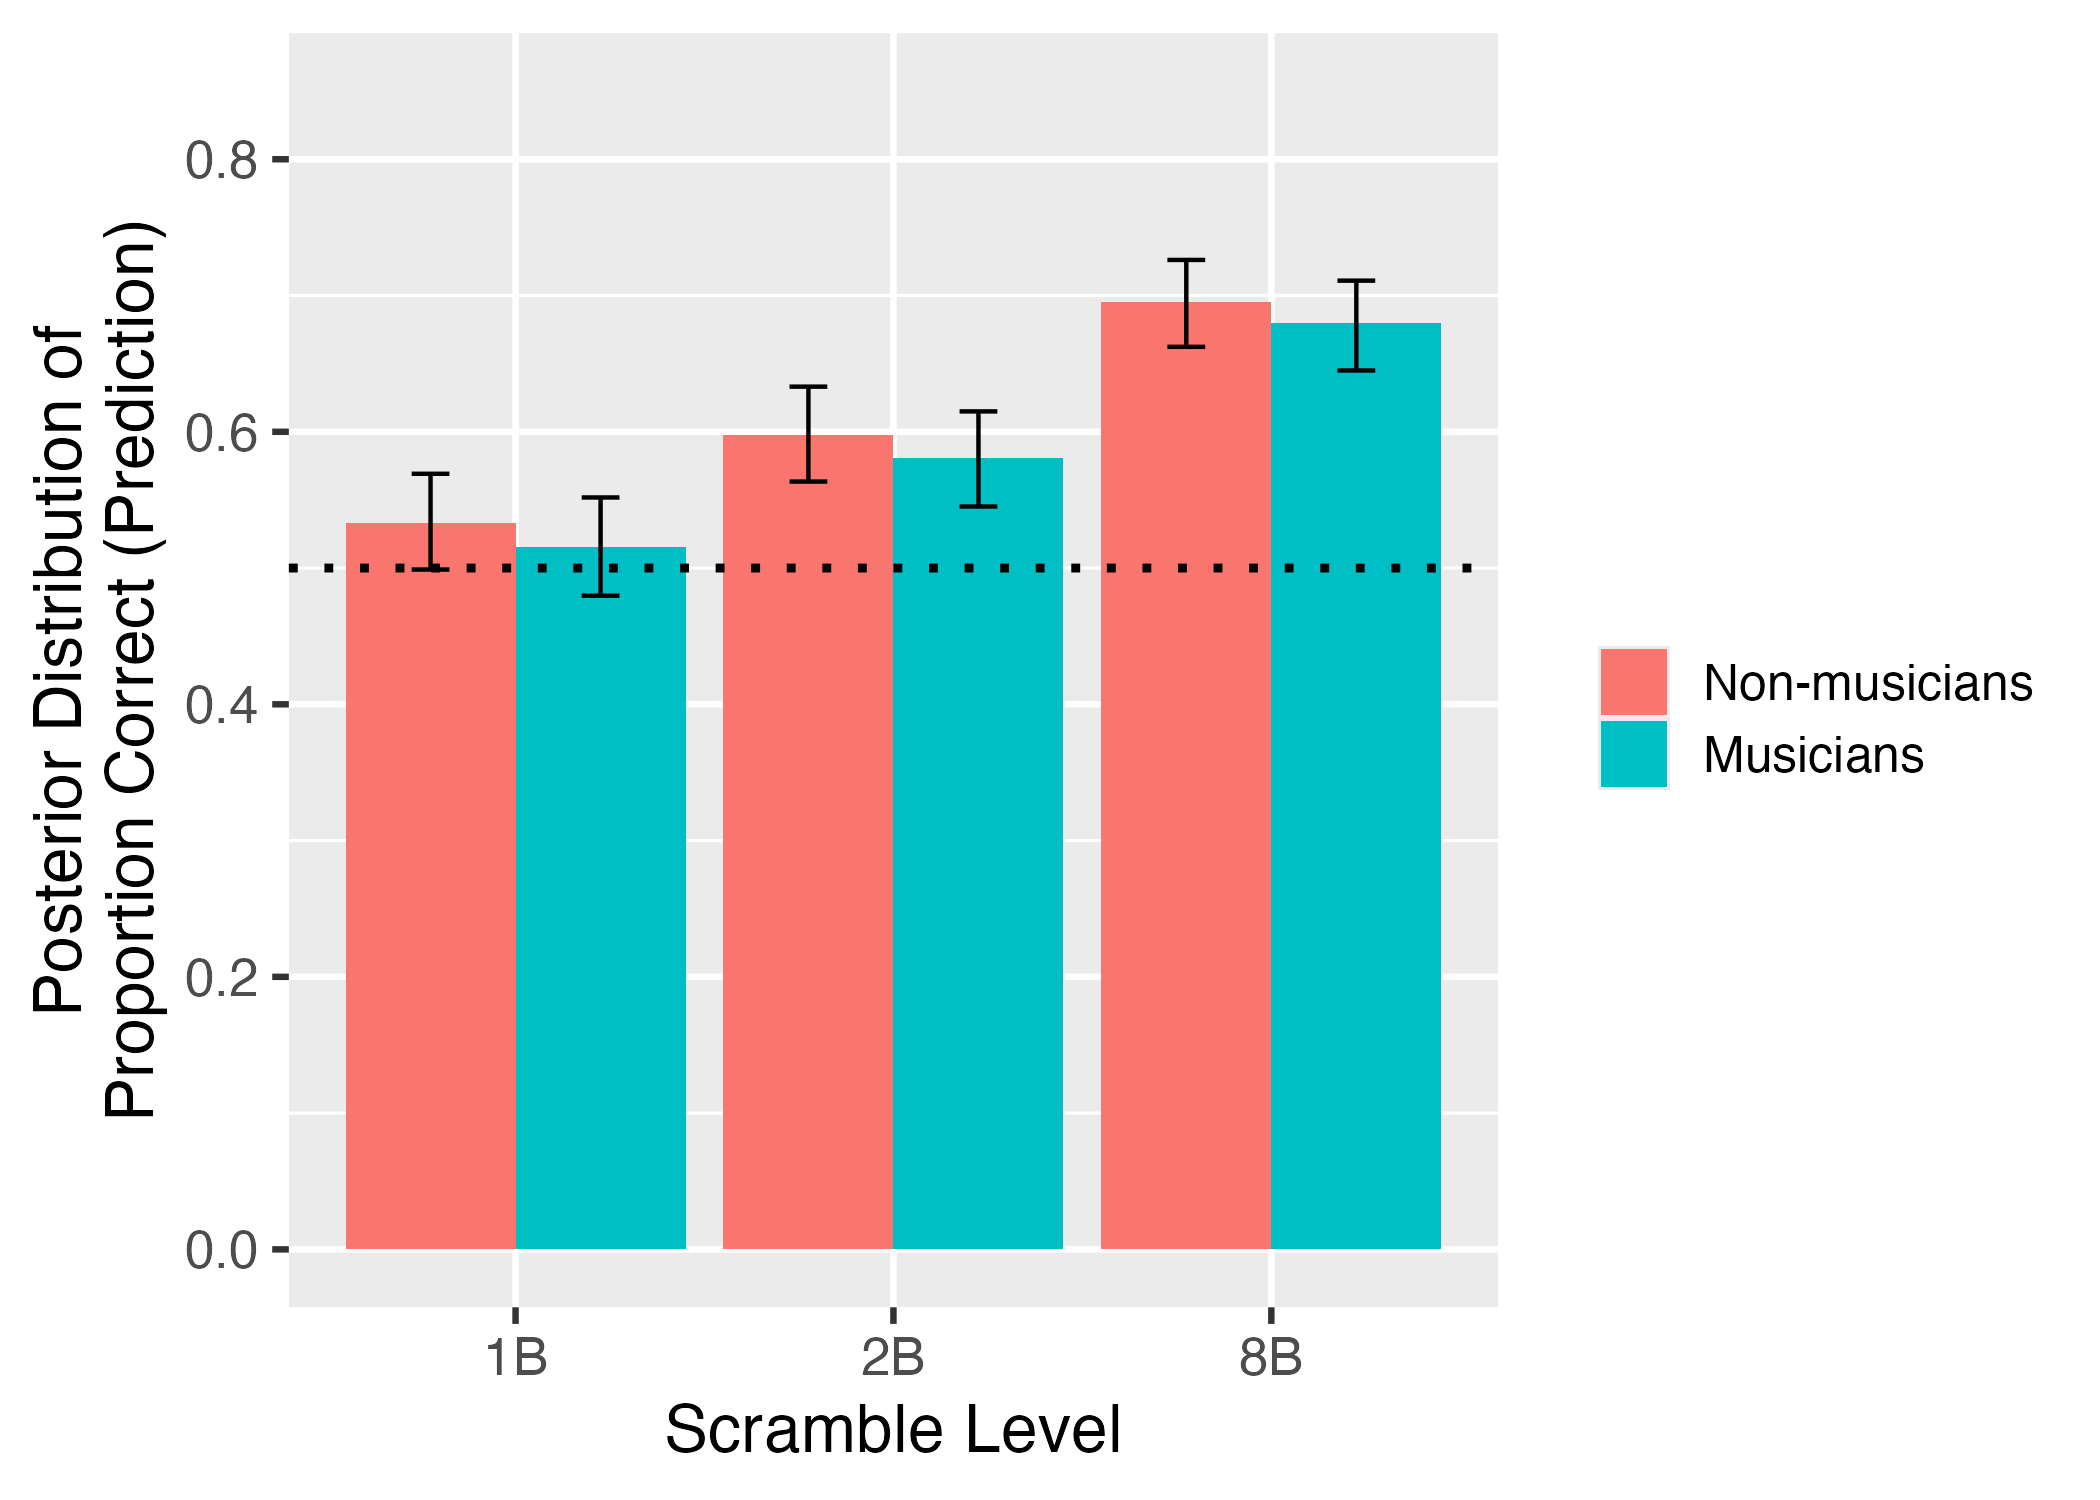 Posterior Distribution of
Proportion Correct (Prediction)
0.8
0.6
0.4
0.2
0.0
1B
2B
8B
Scramble Level
Non-musicians
Musicians